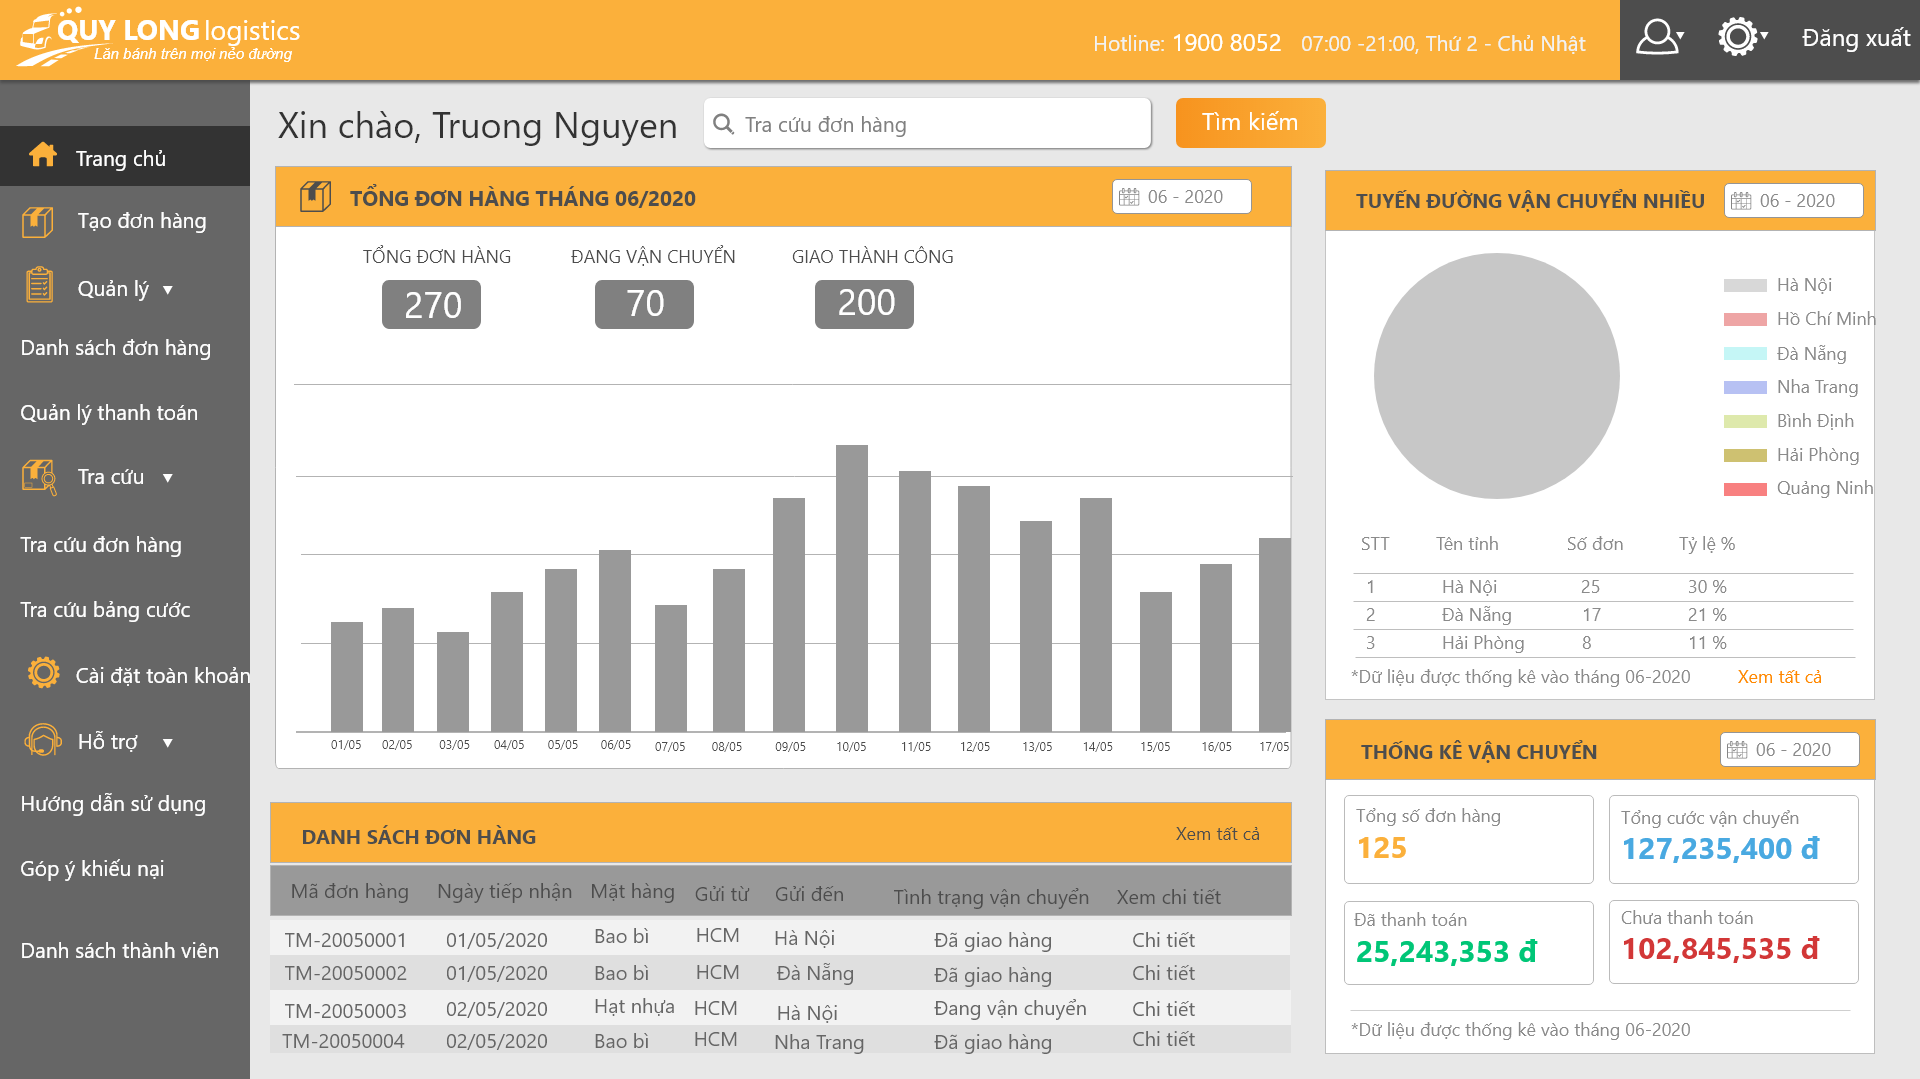 QUY LONG logistics
Lăn bánh trên mọi nẻo đường
Hotline: 1900 8052 07:00 -21:00, Thứ 2 - Chủ Nhật
Đăng xuất
Trang chủ
Tạo đơn hàng
Quản lý
Danh sách đơn hàng
Quản lý thanh toán
Tra cứu
Tra cứu đơn hàng
Tra cứu bảng cước
Cài đặt toàn khoản
Hỗ trợ
Hướng dẫn sử dụng
Góp ý khiếu nại
Danh sách thành viên
Xin chào, Truong Nguyen
Tra cứu đơn hàng
Tìm kiếm
TỔNG ĐƠN HÀNG THÁNG 06/2020
06 - 2020
TỔNG ĐƠN HÀNG ĐANG VẬN CHUYỂN GIAO THÀNH CÔNG
270 70 200
01/05 02/05 03/05 04/05 05/05 06/05 07/05 08/05 09/05 10/05 11/05 12/05 13/05 14/05 15/05 16/05 17/05
DANH SÁCH ĐƠN HÀNG
Xem tất cả
Mã đơn hàng Ngày tiếp nhận Mặt hàng Gửi từ Gửi đến Tình trạng vận chuyển Xem chi tiết
TM-20050001 01/05/2020 Bao bì HCM Hà Nội Đã giao hàng Chi tiết
TM-20050002 01/05/2020 Bao bì HCM Đà Nẵng Đã giao hàng Chi tiết
TM-20050003 02/05/2020 Hạt nhựa HCM Hà Nội Đang vận chuyển Chi tiết
TM-20050004 02/05/2020 Bao bì HCM Nha Trang Đã giao hàng Chi tiết
TUYẾN ĐƯỜNG VẬN CHUYỂN NHIỀU
06 - 2020
Hà Nội
Hồ Chí Minh
Đà Nẵng
Nha Trang
Bình Định
Hải Phòng
Quảng Ninh
STT Tên tỉnh Số đơn Tỷ lệ %
1 Hà Nội 25 30 %
2 Đà Nẵng 17 21 %
3 Hải Phòng 8 11 %
*Dữ liệu được thống kê vào tháng 06-2020
Xem tất cả
THỐNG KÊ VẬN CHUYỂN
06 - 2020
Tổng số đơn hàng
125
Tổng cước vận chuyển
127,235,400 đ
Đã thanh toán
25,243,353 đ
Chưa thanh toán
102,845,535 đ
*Dữ liệu được thống kê vào tháng 06-2020